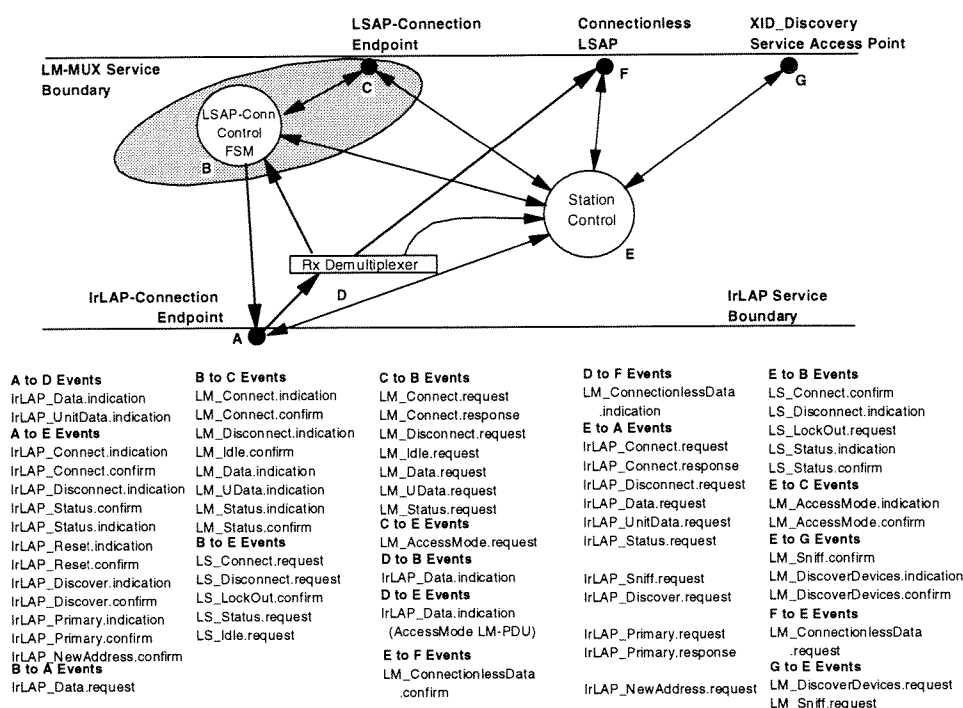 LSAP-Connection
Endpoint
Connectionless
LSAP
XID_Discovery
Service Access Point
LM-MUX Service
Boundary
C
F
G
LSAP-Conn
Control
FSM
B
Station
Control
E
Rx Demultiplexer
D
IrLAP-Connection
Endpoint
A
IrLAP Service
Boundary
A to D Events
IrLAP_Data.indication
IrLAP_UnitData.indication
A to E Events
IrLAP_Connect.indication
IrLAP_Connect.confirm
IrLAP_Disconnect.indication
IrLAP_Status.confirm
IrLAP_Status.indication
IrLAP_Reset.indication
IrLAP_Reset.confirm
IrLAP_Discover.indication
IrLAP_Discover.confirm
IrLAP_Primary.indication
IrLAP_Primary.confirm
IrLAP_NewAddress.confirm
B to A Events
IrLAP_Data.request
B to C Events
LM_Connect.indication
LM_Connect.confirm
LM_Disconnect.indication
LM_Idle.confirm
LM_Data.indication
LM_UData.indication
LM_Status.indication
LM_Status.confirm
B to E Events
LS_Connect.request
LS_Disconnect.request
LS_LockOut.confirm
LS_Status.request
LS_Idle.request
C to B Events
LM_Connect.request
LM_Connect.response
LM_Disconnect.request
LM_Idle.request
LM_Data.request
LM_UData.request
LM_Status.request
C to E Events
LM_AccessMode.request
D to B Events
IrLAP_Data.indication
D to E Events
IrLAP_Data.indication
(AccessMode LM-PDU)
E to F Events
LM_ConnectionlessData
.confirm
D to F Events
LM_ConnectionlessData
.indication
E to A Events
IrLAP_Connect.request
IrLAP_Connect.response
IrLAP_Disconnect.request
IrLAP_Data.request
IrLAP_UnitData.request
IrLAP_Status.request
IrLAP_Sniff.request
IrLAP_Discover.request
IrLAP_Primary.request
IrLAP_Primary.response
IrLAP_NewAddress.request
E to B Events
LS_Connect.confirm
LS_Disconnect.indication
LS_LockOut.request
LS_Status.indication
LS_Status.confirm
E to C Events
LM_AccessMode.indication
LM_AccessMode.confirm
E to G Events
LM_Sniff.confirm
LM_DiscoverDevices.indication
LM_DiscoverDevices.confirm
F to E Events
LM_ConnectionlessData
.request
G to E Events
LM_DiscoverDevices.request
LM_Sniff.request